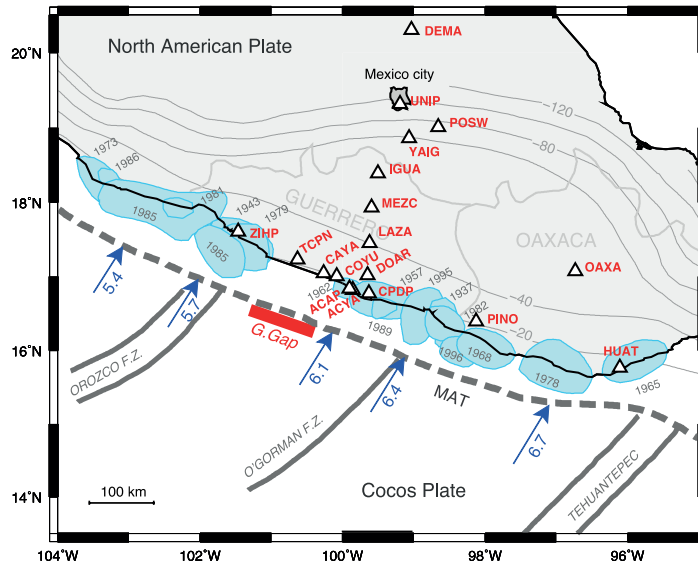 20˚N
DEMA
North American Plate
Mexico city
UNIP
−120
POSW
−80
YAIG
1973
1986
IGUA
18˚N
1981
1943
1979
GUERRERO
MEZC
1985
ZIHP
LAZA
1985
TCPN
CAYA
COYU
DOAR
OAXACA
OAXA
5.4
5.7
1962
ACAP
ACYA
CPDP
1957
1995
1937
1982
−40
−20
PINO
G.Gap
1989
1996
1968
HUAT
16˚N
OROZCO F.Z.
6.1
6.4
MAT
1978
1965
6.7
O'GORMAN F.Z.
TEHUANTEPEC
Cocos Plate
100 km
14˚N
104˚W
102˚W
100˚W
98˚W
96˚W